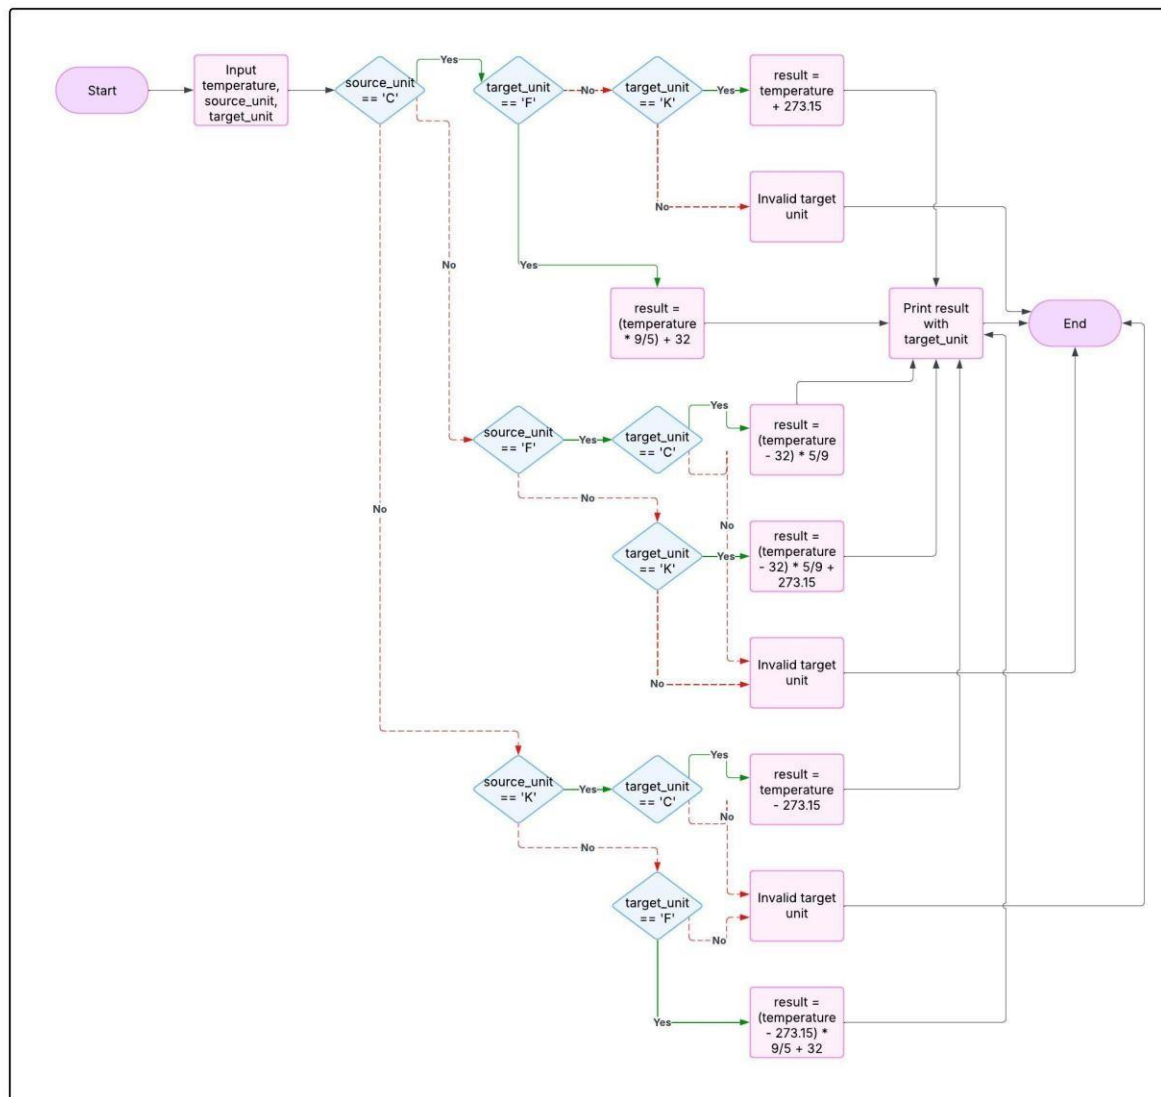 Start
Input
temperature,
source_unit,
target_unit
source_unit
== 'C'
Yes
target_unit
== 'F'
No
target_unit
== 'K'
Yes
result =
temperature
+ 273.15
No
Invalid target
unit
No
Yes
result =
(temperature
* 9/5) + 32
Print result
with
target_unit
End
source_unit
== 'F'
Yes
target_unit
== 'C'
Yes
result =
(temperature
- 32) * 5/9
No
No
No
target_unit
== 'K'
Yes
result =
(temperature
- 32) * 5/9 +
273.15
No
Invalid target
unit
source_unit
== 'K'
Yes
target_unit
== 'C'
Yes
result =
temperature
- 273.15
No
No
target_unit
== 'F'
No
Invalid target
unit
Yes
result =
(temperature
- 273.15) *
9/5 + 32